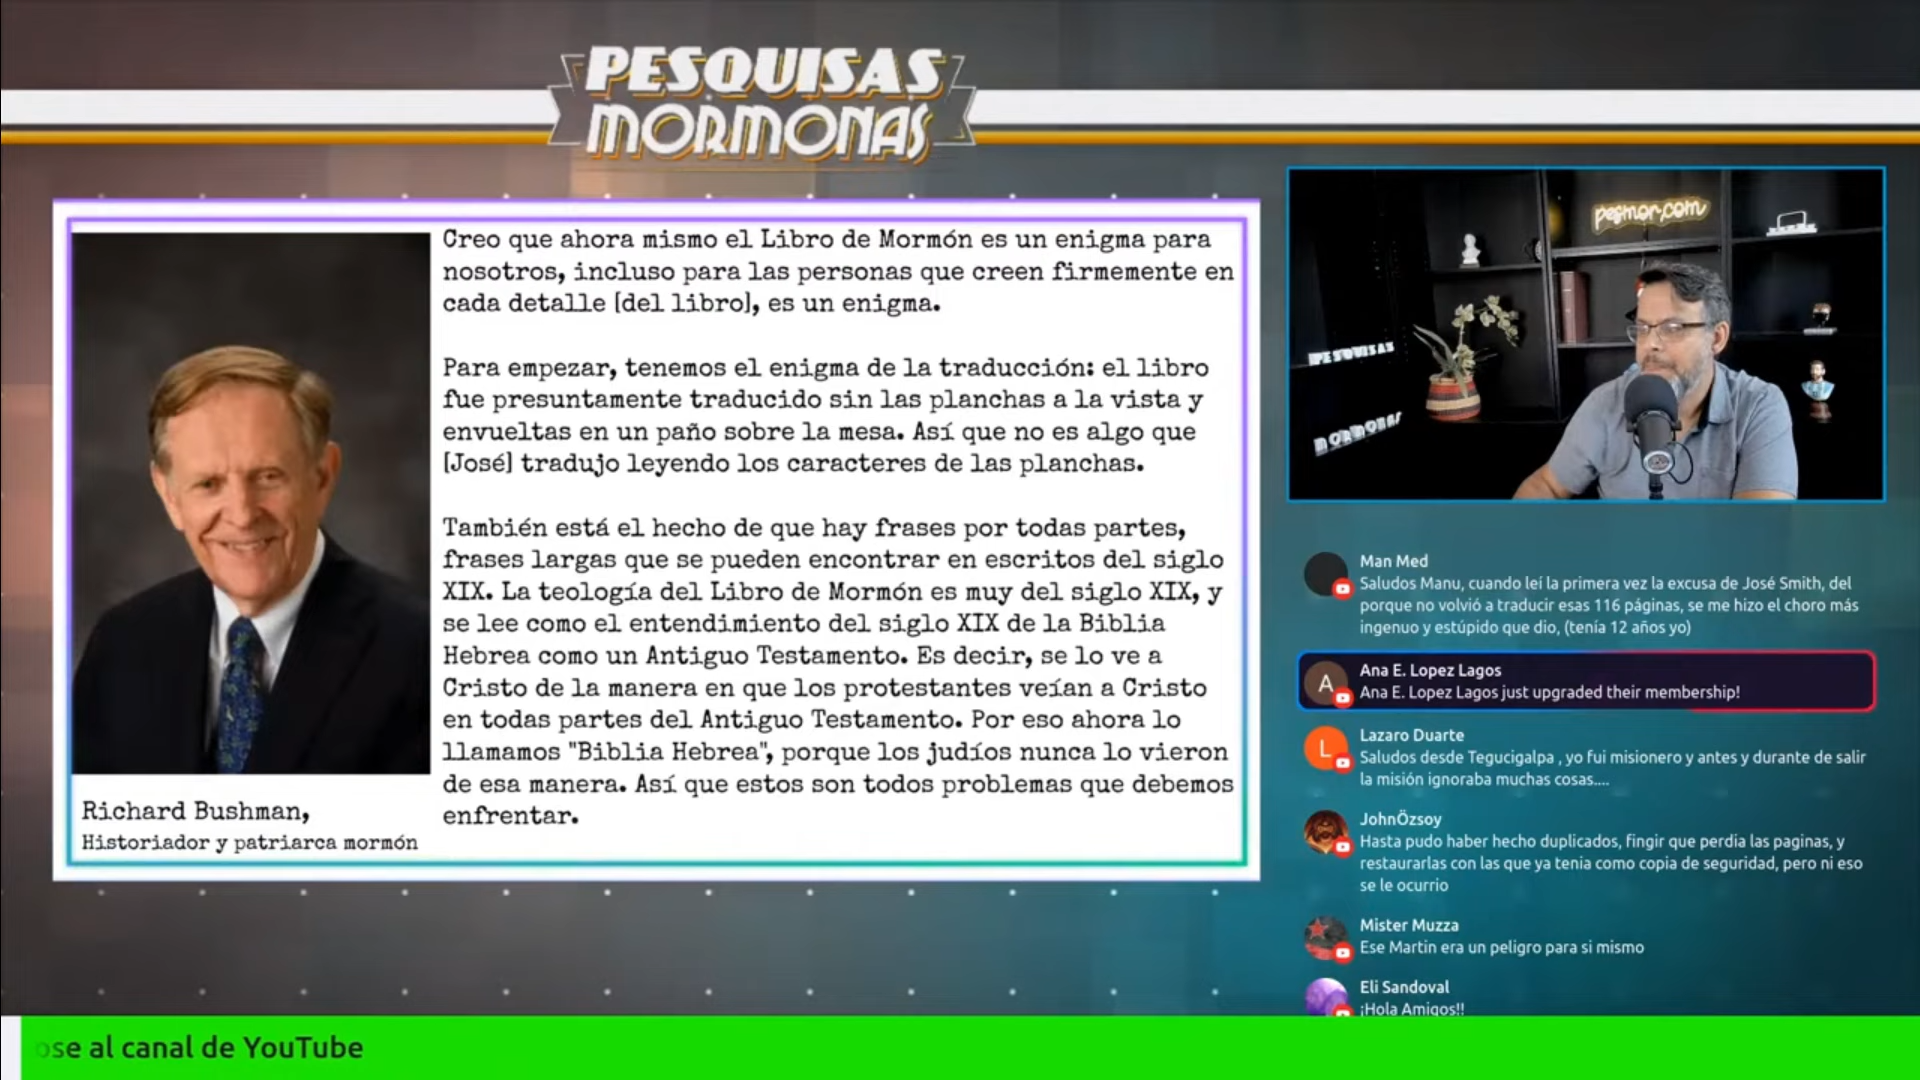 PESQUISAS
MORMONAS
Creo que ahora mismo el Libro de Mormón es un enigma para
nosotros, incluso para las personas que creen firmemente en
cada detalle [del libro], es un enigma.
Para empezar, tenemos el enigma de la traducción: el libro
fue presuntamente traducido sin las planchas a la vista y
envueltas en un paño sobre la mesa. Así que no es algo que
[José] tradujo leyendo los caracteres de las planchas.
También está el hecho de que hay frases por todas partes,
frases largas que se pueden encontrar en escritos del siglo
XIX. La teología del Libro de Mormón es muy del siglo XIX, y
se lee como el entendimiento del siglo XIX de la Biblia
Hebrea como un Antiguo Testamento. Es decir, se lo ve a
Cristo de la manera en que los protestantes veían a Cristo
en todas partes del Antiguo Testamento. Por eso ahora lo
llamamos "Biblia Hebrea", porque los judíos nunca lo vieron
de esa manera. Así que estos son todos problemas que debemos
enfrentar.
Richard Bushman,
Historiador y patriarca mormón
pesmor.com
PESQUISAS
MORMONAS
Man Med
Saludos Manu, cuando leí la primera vez la excusa de José Smith, del
porque no volvió a traducir esas 116 páginas, se me hizo el choro más
ingenuo y estúpido que dio, (tenía 12 años yo)
A
Ana E. Lopez Lagos
Ana E. Lopez Lagos just upgraded their membership!
L
Lazaro Duarte
Saludos desde Tegucigalpa , yo fui misionero y antes y durante de salir
la misión ignoraba muchas cosas....
JohnÖzsoy
Hasta pudo haber hecho duplicados, fingir que perdia las paginas, y
restaurarlas con las que ya tenia como copia de seguridad, pero ni eso
se le ocurrio
Mister Muzza
Ese Martin era un peligro para si mismo
Eli Sandoval
¡Hola Amigos!!
ose al canal de YouTube